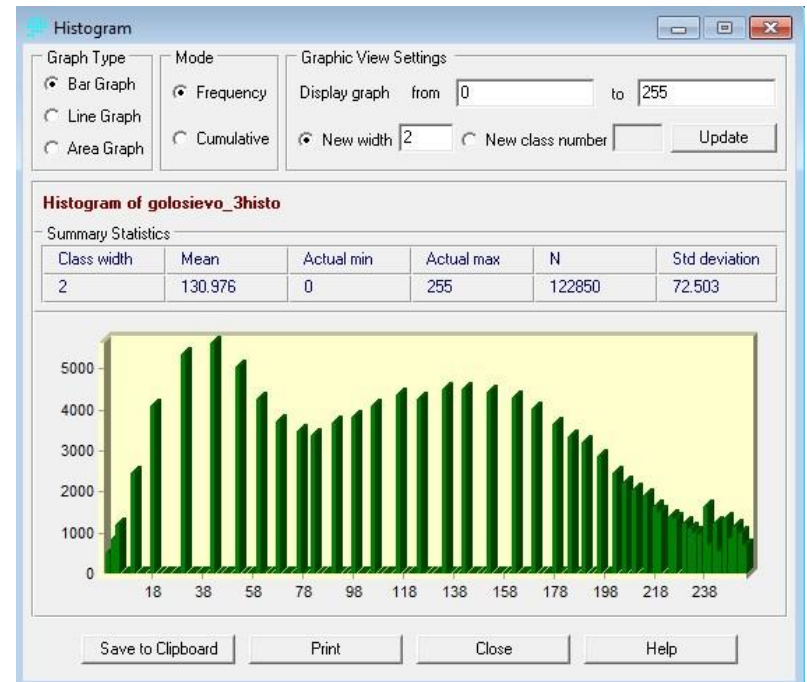 Histogram
Graph Type Mode Graphic View Settings
Bar Graph Frequency Display graph from 0 to 255
Line Graph
Area Graph Cumulative New width 2 New class number Update
Histogram of golosievo_3histo
Summary Statistics
Class width Mean Actual min Actual max N Std deviation
2 130.976 0 255 122850 72.503
5000
4000
3000
2000
1000
0
18 38 58 78 98 118 138 158 178 198 218 238
Save to Clipboard Print Close Help